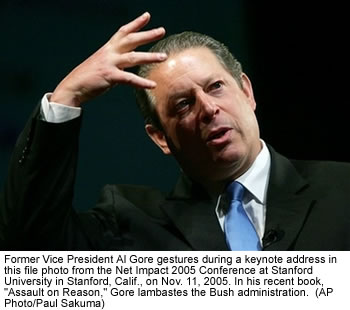 Former Vice President Al Gore gestures during a keynote address in
this file photo from the Net Impact 2005 Conference at Stanford
University in Stanford, Calif., on Nov. 11, 2005. In his recent book,
"Assault on Reason," Gore lambastes the Bush administration.  (AP
Photo/Paul Sakuma)